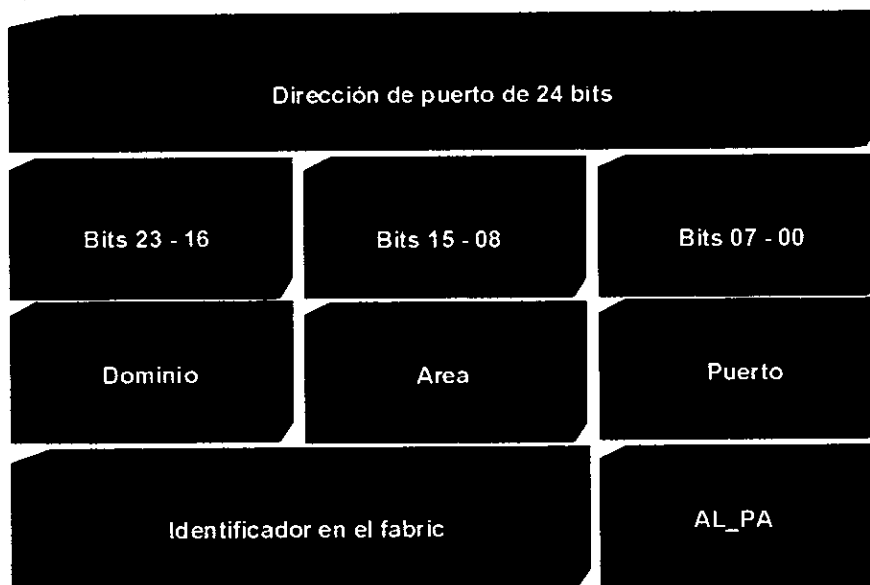 Dirección de puerto de 24 bits
Bits 23 - 16
Bits 15 - 08
Bits 07 - 00
Dominio
Area
Puerto
Identificador en el fabric
AL_PA